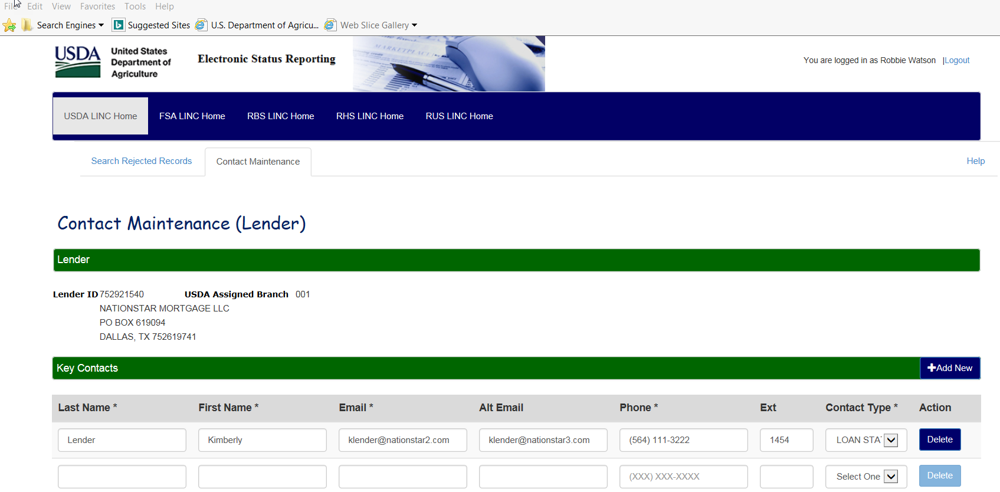 File Edit View Favorites Tools Help
Search Engines Suggested Sites U.S. Department of Agricu... Web Slice Gallery
USDA United States Department of Agriculture
Electronic Status Reporting
MARKETPLACE
You are logged in as Robbie Watson |Logout
USDA LINC Home FSA LINC Home RBS LINC Home RHS LINC Home RUS LINC Home
Search Rejected Records Contact Maintenance Help
Contact Maintenance (Lender)
Lender
Lender ID 752921540 USDA Assigned Branch 001
NATIONSTAR MORTGAGE LLC
PO BOX 619094
DALLAS, TX 752619741
Key Contacts +Add New
Last Name * First Name * Email * Alt Email Phone * Ext Contact Type * Action
Lender Kimberly klender@nationstar2.com klender@nationstar3.com (564) 111-3222 1454 LOAN STAT Delete
(XXX) XXX-XXXX Select One Delete